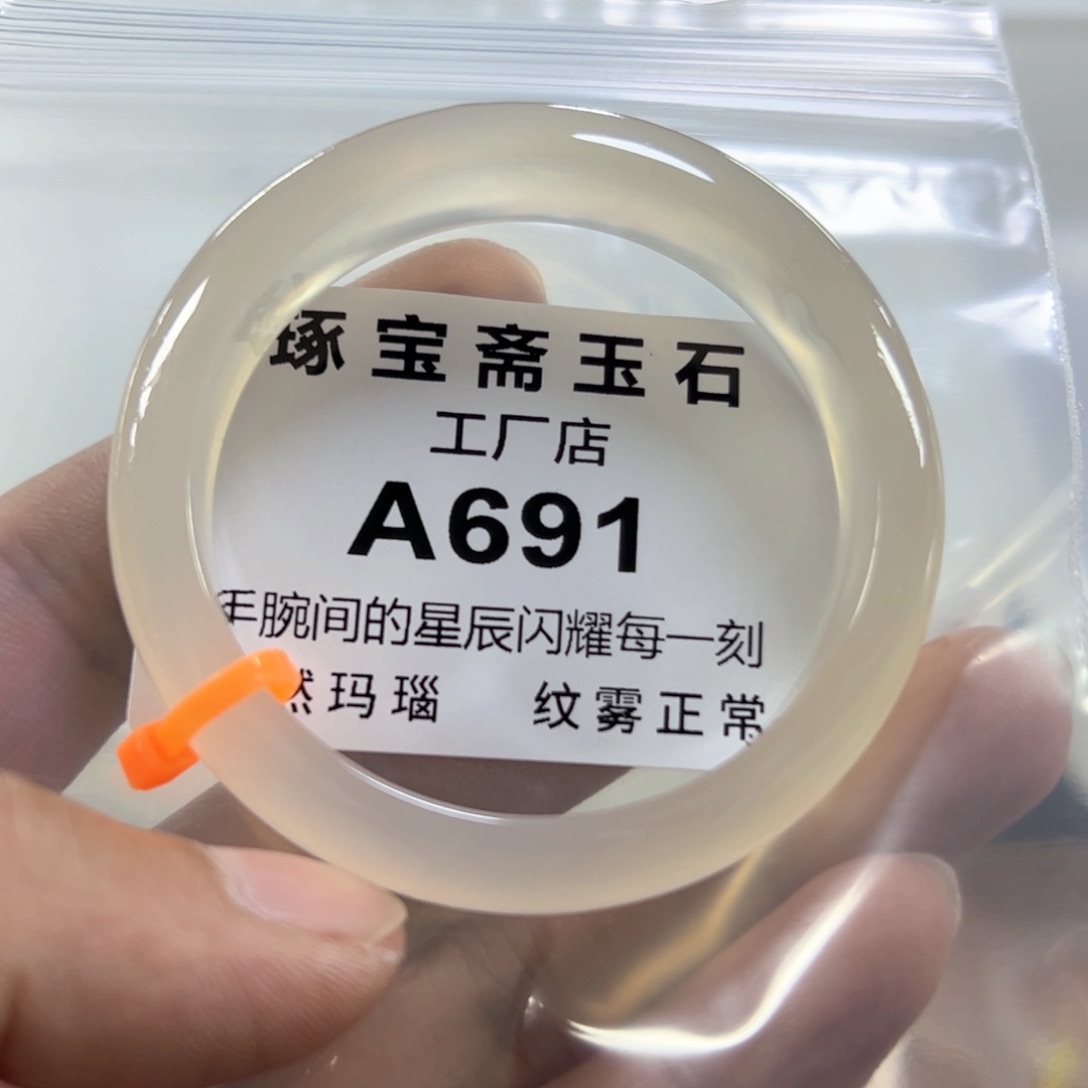 琢宝斋玉石
工厂店
A691
年腕间的星辰闪耀每一刻
然玛瑙 纹雾正常